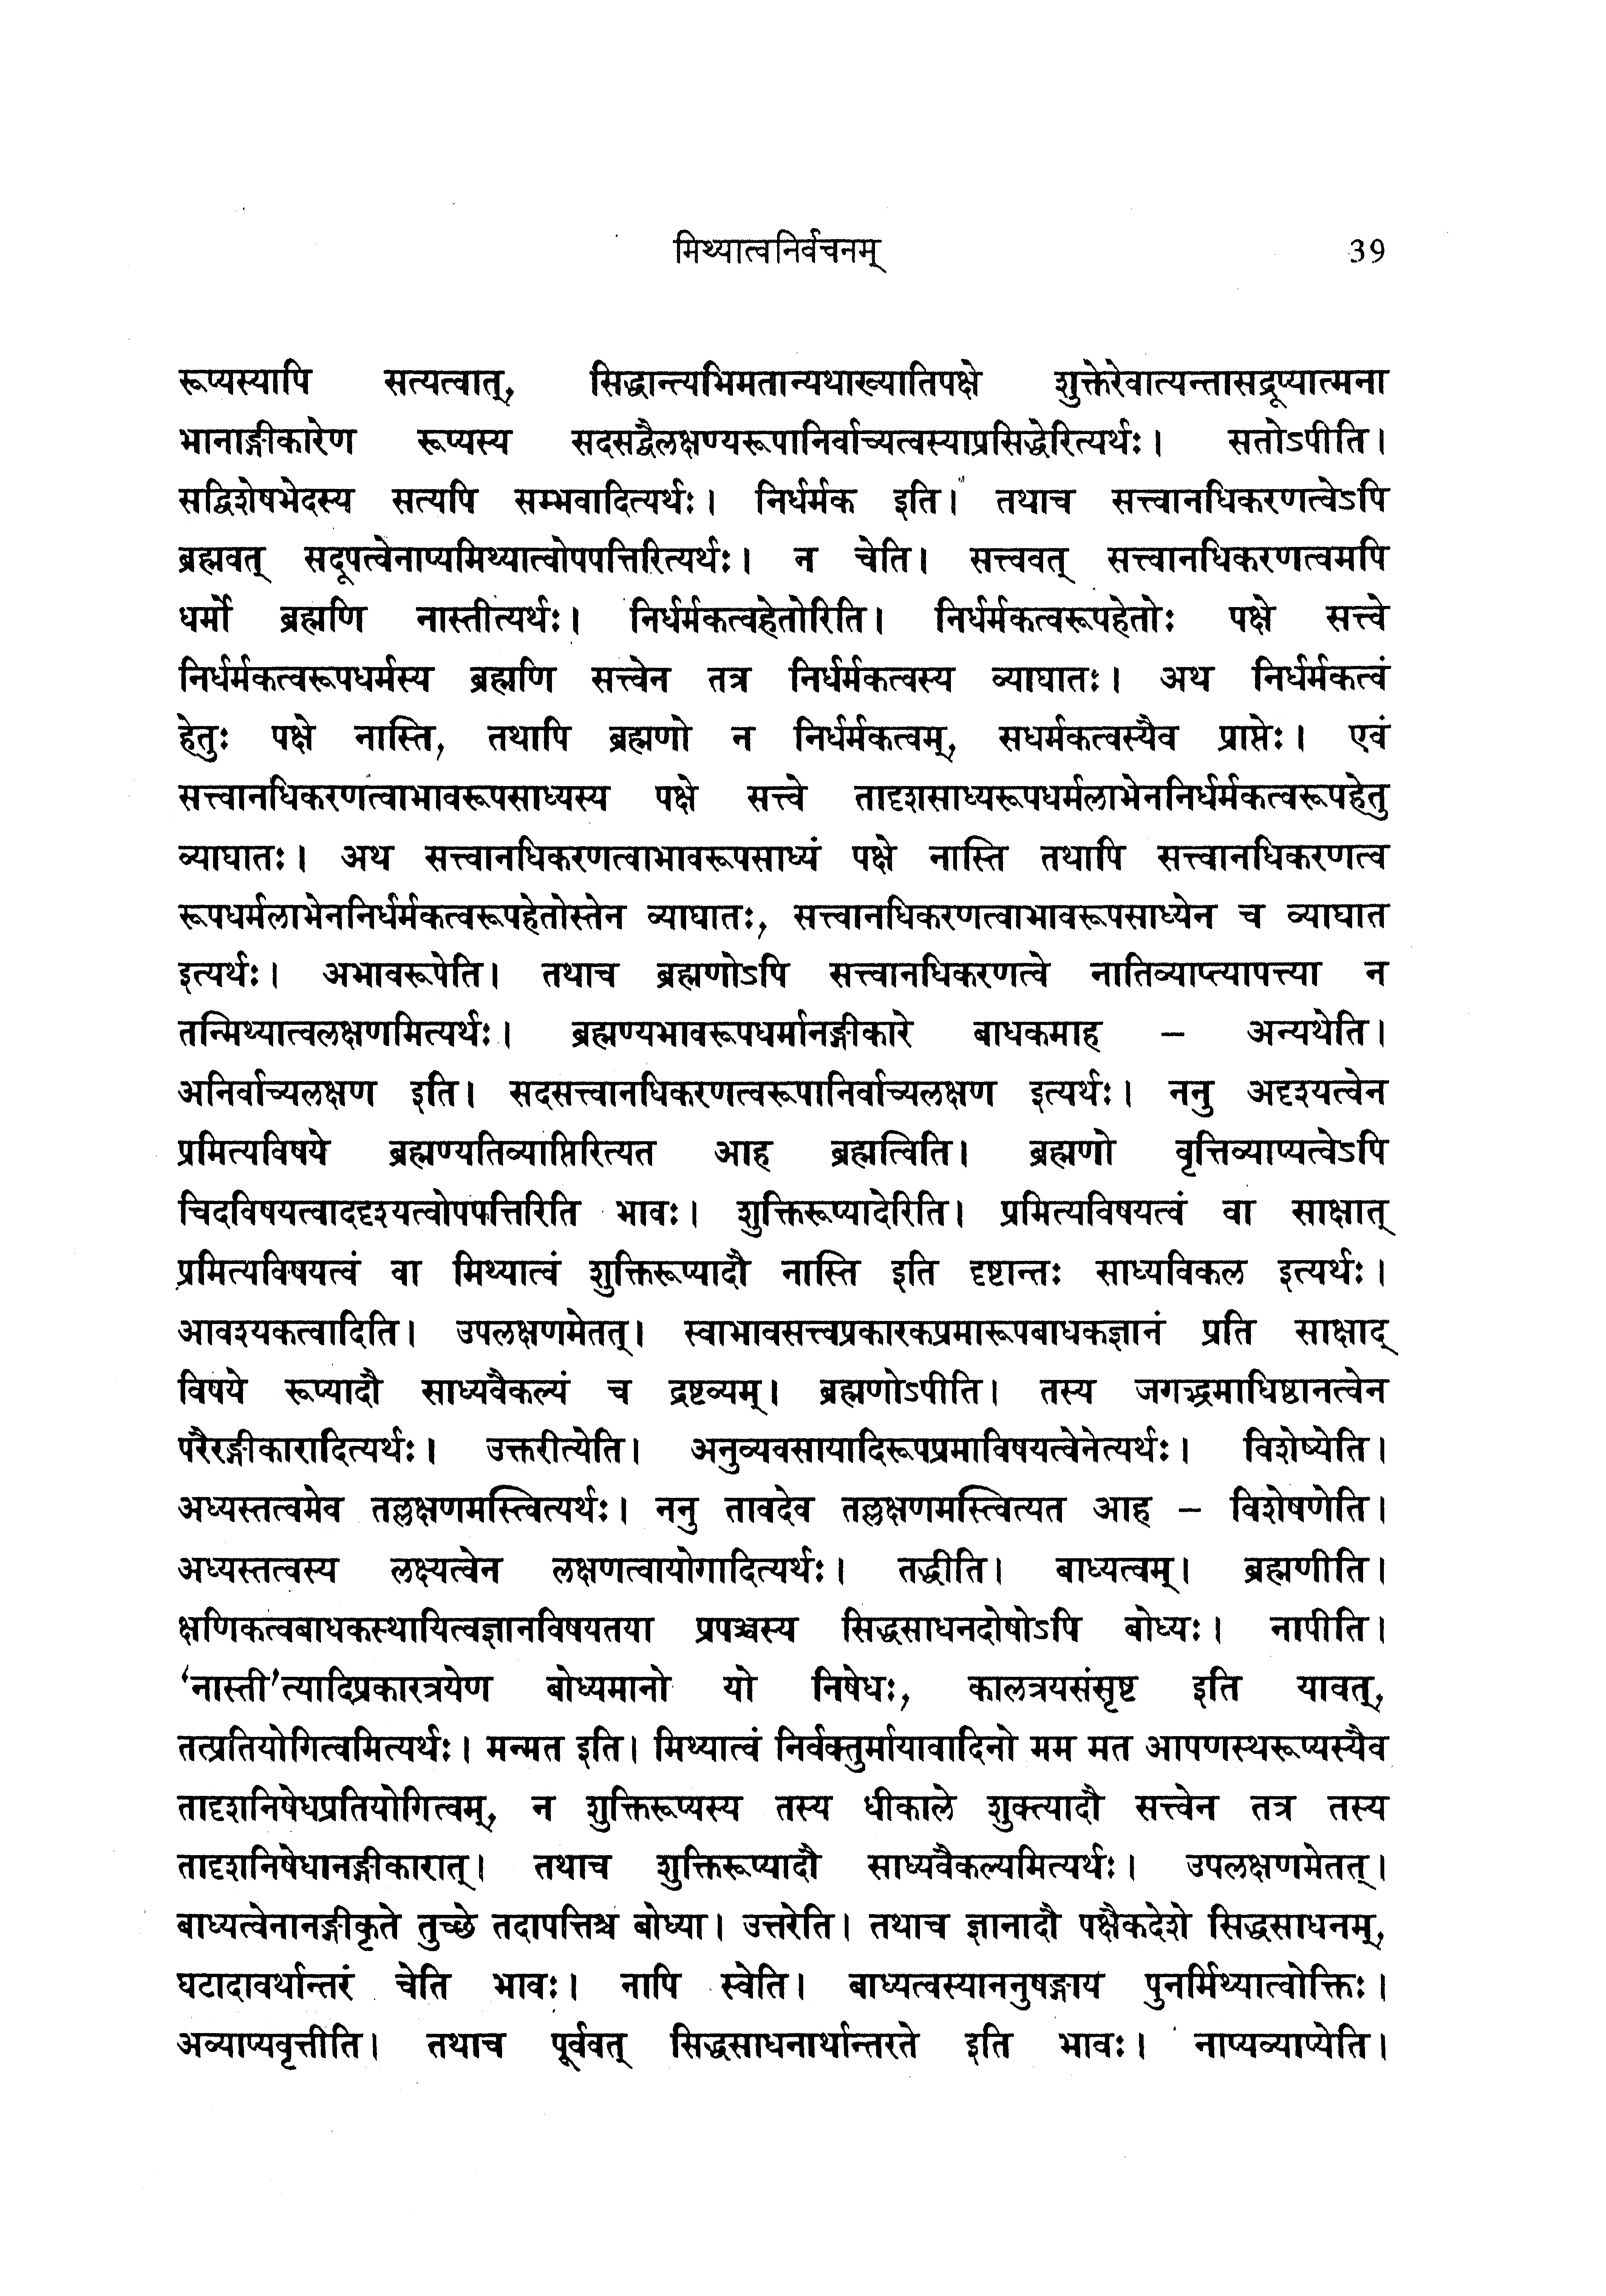 मिथ्यात्वनिर्वचनम् 39
रूप्यस्यापि सत्यत्वात्, सिद्धान्त्यभिमतान्यथाख्यातिपक्षे शुक्तेरेवात्यन्तासद्रूप्यात्मना
भानाङ्गीकारेण रूप्यस्य सदसद्वैलक्षण्यरूपानिर्वाच्यत्वस्याप्रसिद्धेरित्यर्थः। सतोऽपीति।
सद्विशेषभेदस्य सत्यपि सम्भवादित्यर्थः। निर्धर्मक इति। तथाच सत्त्वानधिकरणत्वेऽपि
ब्रह्मवत् सद्रूपत्वेनाप्यमिथ्यात्वोपपत्तिरित्यर्थः। न चेति। सत्त्ववत् सत्त्वानधिकरणत्वमपि
धर्मो ब्रह्मणि नास्तीत्यर्थः। निर्धर्मकत्वहेतोरिति। निर्धर्मकत्वरूपहेतोः पक्षे सत्त्वे
निर्धर्मकत्वरूपधर्मस्य ब्रह्मणि सत्त्वेन तत्र निर्धर्मकत्वस्य व्याघातः। अथ निर्धर्मकत्वं
हेतुः पक्षे नास्ति, तथापि ब्रह्मणो न निर्धर्मकत्वम्, सधर्मकत्वस्यैव प्राप्तेः। एवं
सत्त्वानधिकरणत्वाभावरूपसाध्यस्य पक्षे सत्त्वे तादृशसाध्यरूपधर्मलाभेननिर्धर्मकत्वरूपहेतु
व्याघातः। अथ सत्त्वानधिकरणत्वाभावरूपसाध्यं पक्षे नास्ति तथापि सत्त्वानधिकरणत्व
रूपधर्मलाभेननिर्धर्मकत्वरूपहेतोस्तेन व्याघातः, सत्त्वानधिकरणत्वाभावरूपसाध्येन च व्याघात
इत्यर्थः। अभावरूपेति। तथाच ब्रह्मणोऽपि सत्त्वानधिकरणत्वे नातिव्याप्त्यापत्त्या न
तन्मिथ्यात्वलक्षणमित्यर्थः। ब्रह्मण्यभावरूपधर्मानङ्गीकारे बाधकमाह – अन्यथेति।
अनिर्वाच्यलक्षण इति। सदसत्त्वानधिकरणत्वरूपानिर्वाच्यलक्षण इत्यर्थः। ननु अदृश्यत्वेन
प्रमित्यविषये ब्रह्मण्यतिव्याप्तिरित्यत आह ब्रह्मत्विति। ब्रह्मणो वृत्तिव्याप्यत्वेऽपि
चिदविषयत्वाददृश्यत्वोपपत्तिरिति भावः। शुक्तिरूप्यादेरिति। प्रमित्यविषयत्वं वा साक्षात्
प्रमित्यविषयत्वं वा मिथ्यात्वं शुक्तिरूप्यादौ नास्ति इति दृष्टान्तः साध्यविकल इत्यर्थः।
आवश्यकत्वादिति। उपलक्षणमेतत्। स्वाभावसत्त्वप्रकारकप्रमारूपबाधकज्ञानं प्रति साक्षाद्
विषये रूप्यादौ साध्यवैकल्यं च द्रष्टव्यम्। ब्रह्मणोऽपीति। तस्य जगद्भ्रमाधिष्ठानत्वेन
परैरङ्गीकारादित्यर्थः। उक्तरीत्येति। अनुव्यवसायादिरूपप्रमाविषयत्वेनेत्यर्थः। विशेष्येति।
अध्यस्तत्वमेव तल्लक्षणमस्त्वित्यर्थः। ननु तावदेव तल्लक्षणमस्त्वित्यत आह – विशेषणेति।
अध्यस्तत्वस्य लक्ष्यत्वेन लक्षणत्वायोगादित्यर्थः। तद्धीति। बाध्यत्वम्। ब्रह्मणीति।
क्षणिकत्वबाधकस्थायित्वज्ञानविषयतया प्रपञ्चस्य सिद्धसाधनदोषोऽपि बोध्यः। नापीति।
‘नास्ती’त्यादिप्रकारत्रयेण बोध्यमानो यो निषेधः, कालत्रयसंसृष्ट इति यावत्,
तत्प्रतियोगित्वमित्यर्थः। मन्मत इति। मिथ्यात्वं निर्वक्तुर्मायावादिनो मम मत आपणस्थरूप्यस्यैव
तादृशनिषेधप्रतियोगित्वम्, न शुक्तिरूप्यस्य तस्य धीकाले शुक्त्यादौ सत्त्वेन तत्र तस्य
तादृशनिषेधानङ्गीकारात्। तथाच शुक्तिरूप्यादौ साध्यवैकल्यमित्यर्थः। उपलक्षणमेतत्।
बाध्यत्वेनानङ्गीकृते तुच्छे तदापत्तिश्च बोध्या। उत्तरेति। तथाच ज्ञानादौ पक्षैकदेशे सिद्धसाधनम्,
घटादावर्थान्तरं चेति भावः। नापि स्वेति। बाध्यत्वस्याननुषङ्गाय पुनर्मिथ्यात्वोक्तिः।
अव्याप्यवृत्तीति। तथाच पूर्ववत् सिद्धसाधनार्थान्तरते इति भावः। नाप्यव्याप्येति।